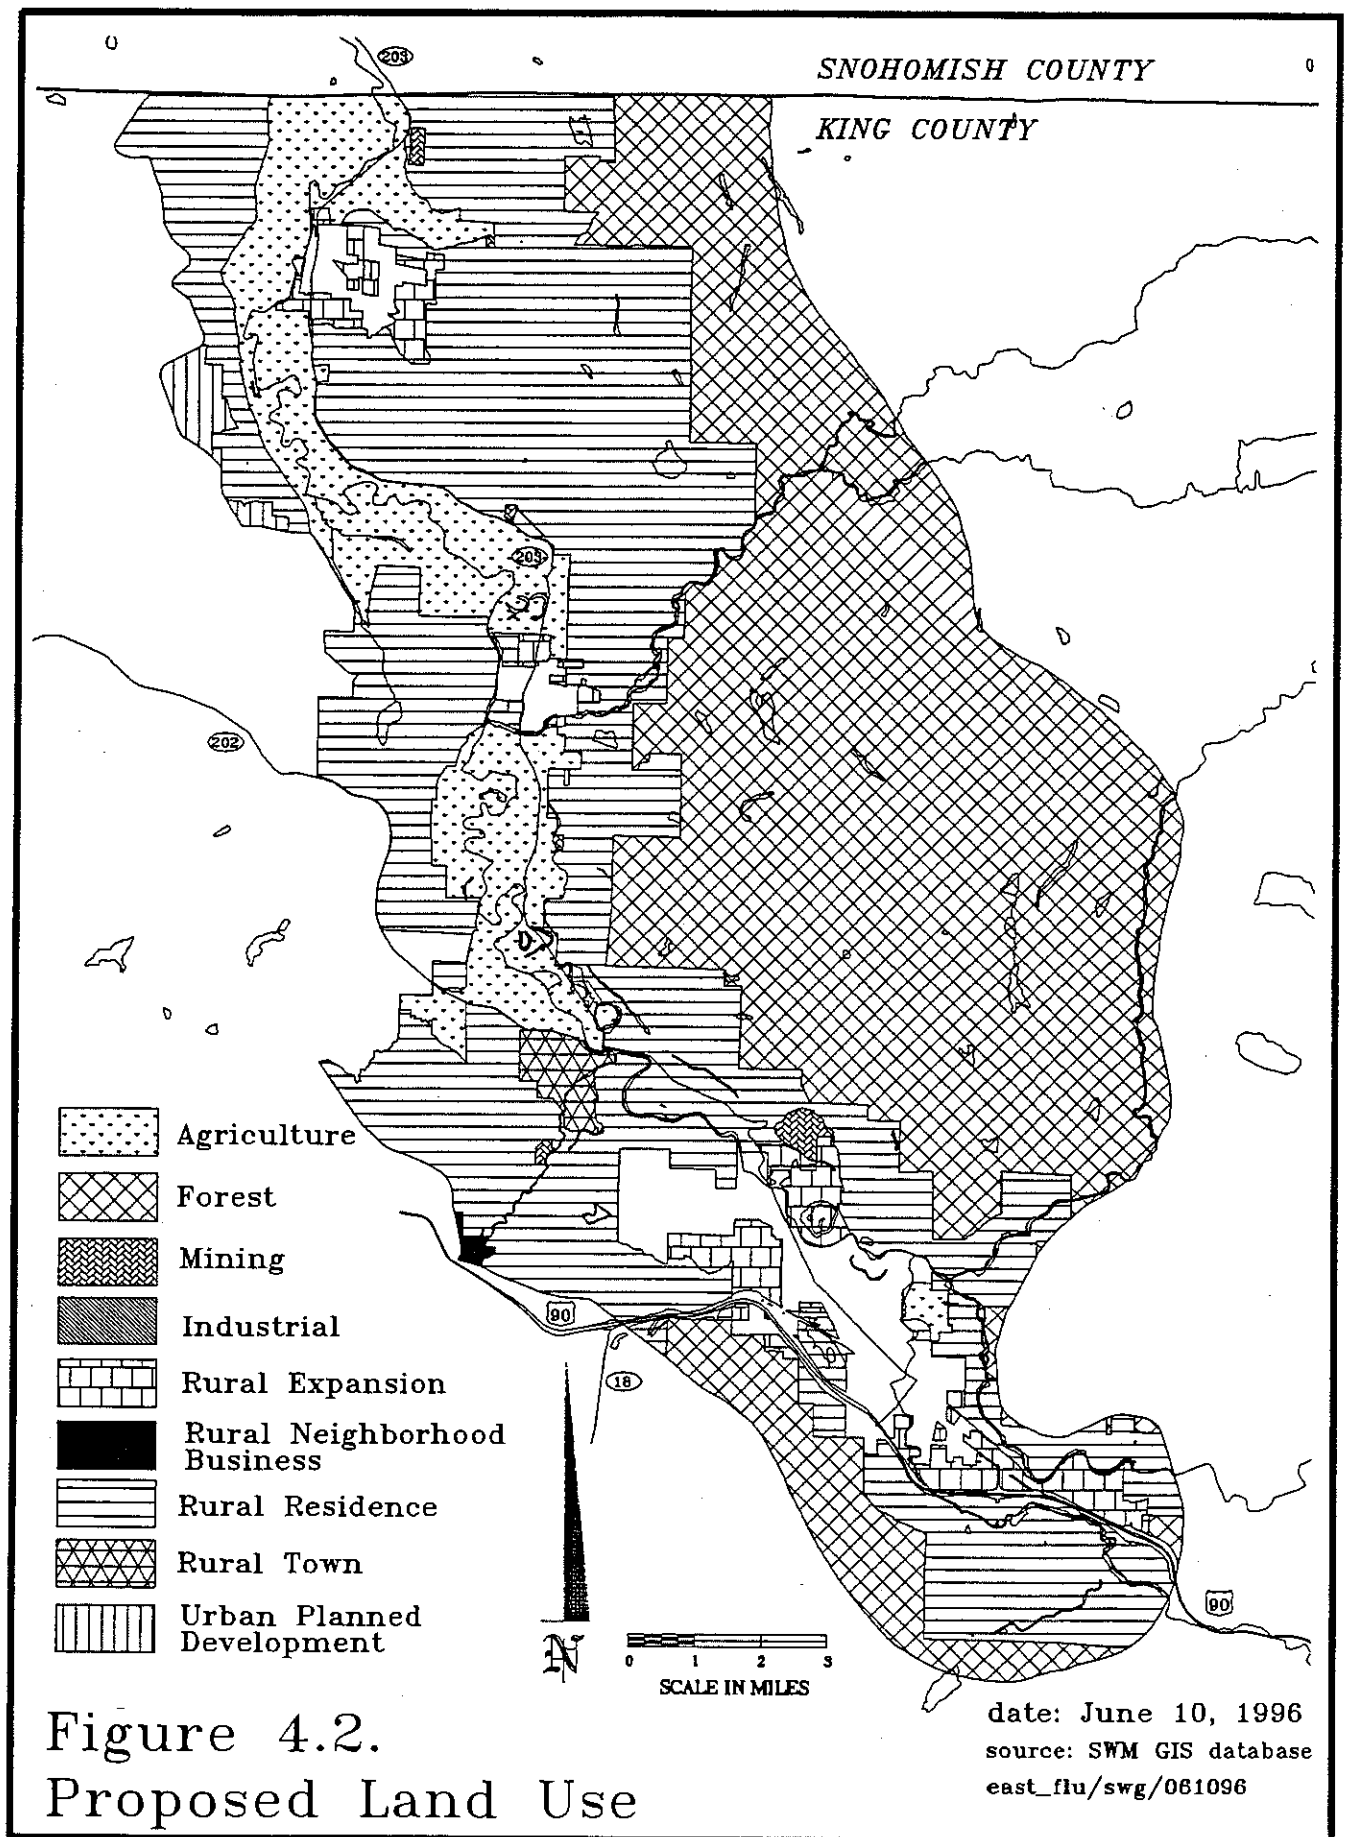 203
SNOHOMISH COUNTY
KING COUNTY
203
202
Agriculture
Forest
Mining
Industrial
Rural Expansion
Rural Neighborhood
Business
Rural Residence
Rural Town
Urban Planned
Development
90
18
90
N
0 1 2 3
SCALE IN MILES
Figure 4.2.
Proposed Land Use
date: June 10, 1996
source: SWM GIS database
east_flu/swg/061096